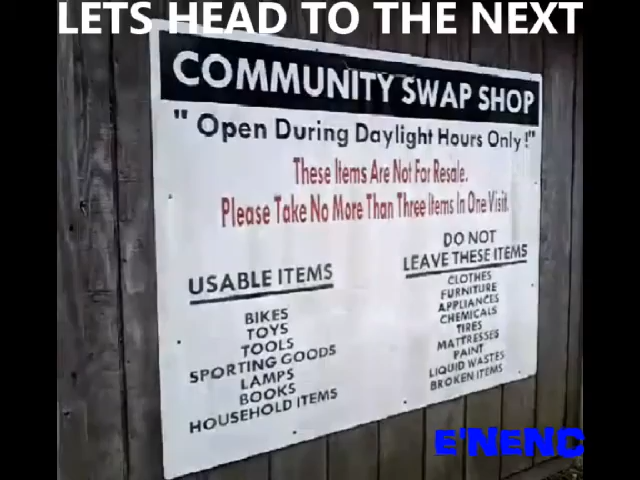 LETS HEAD TO THE NEXT
COMMUNITY SWAP SHOP
" Open During Daylight Hours Only !"
These Items Are Not For Resale.
Please Take No More Than Three Items In One Visit.
USABLE ITEMS
BIKES
TOYS
TOOLS
SPORTING GOODS
LAMPS
BOOKS
HOUSEHOLD ITEMS
DO NOT
LEAVE THESE ITEMS
CLOTHES
FURNITURE
APPLIANCES
CHEMICALS
TIRES
MATTRESSES
PAINT
LIQUID WASTES
BROKEN ITEMS
E'NENC